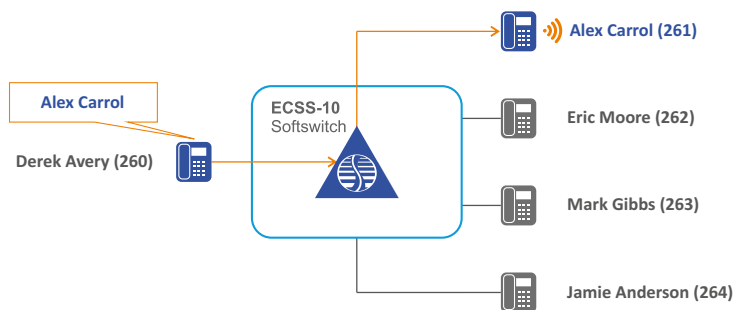 Alex Carrol (261)
ECSS-10
Softswitch
Alex Carrol
Eric Moore (262)
Derek Avery (260)
Mark Gibbs (263)
Jamie Anderson (264)